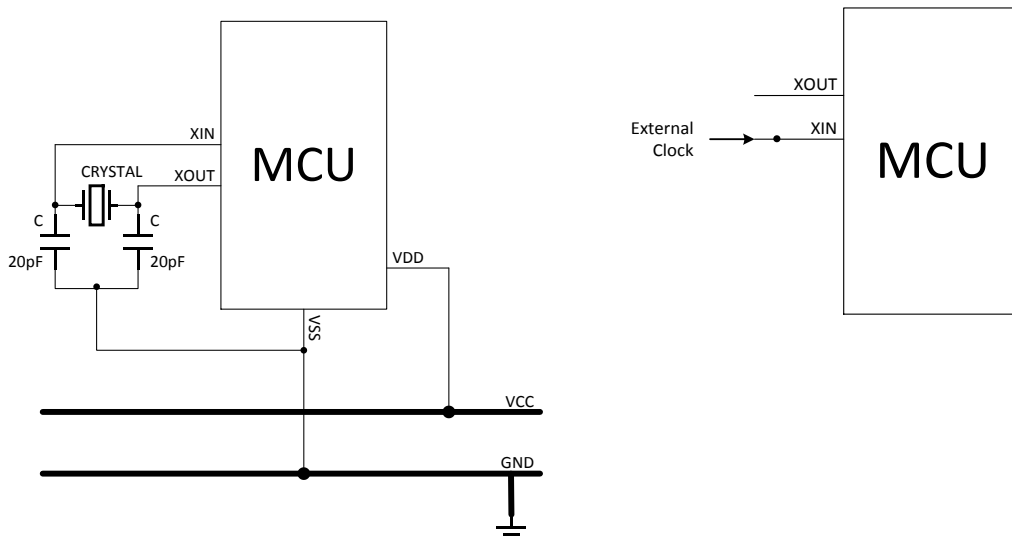 XIN
CRYSTAL
XOUT
MCU
C
C
20pF
20pF
VDD
VSS
VCC
GND
XOUT
External
Clock
XIN
MCU